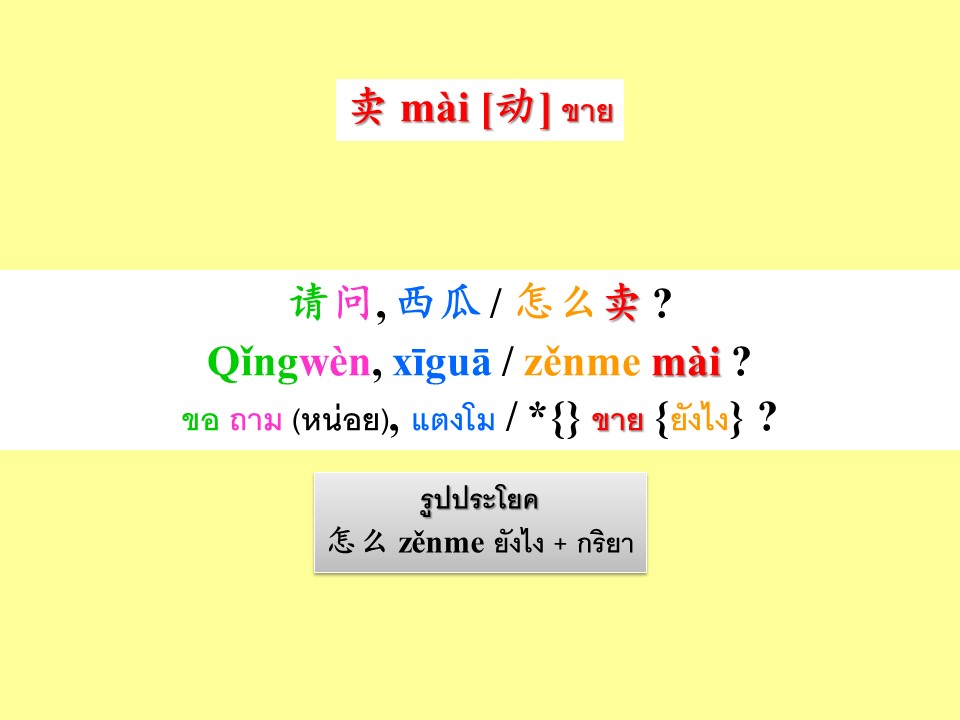 卖 mài [动] ขาย
请问, 西瓜 / 怎么卖 ?
Qǐngwèn, xīguā / zěnme mài ?
ขอ ถาม (หน่อย), แตงโม / *{} ขาย {ยังไง} ?
รูปประโยค
怎么 zěnme ยังไง + กริยา